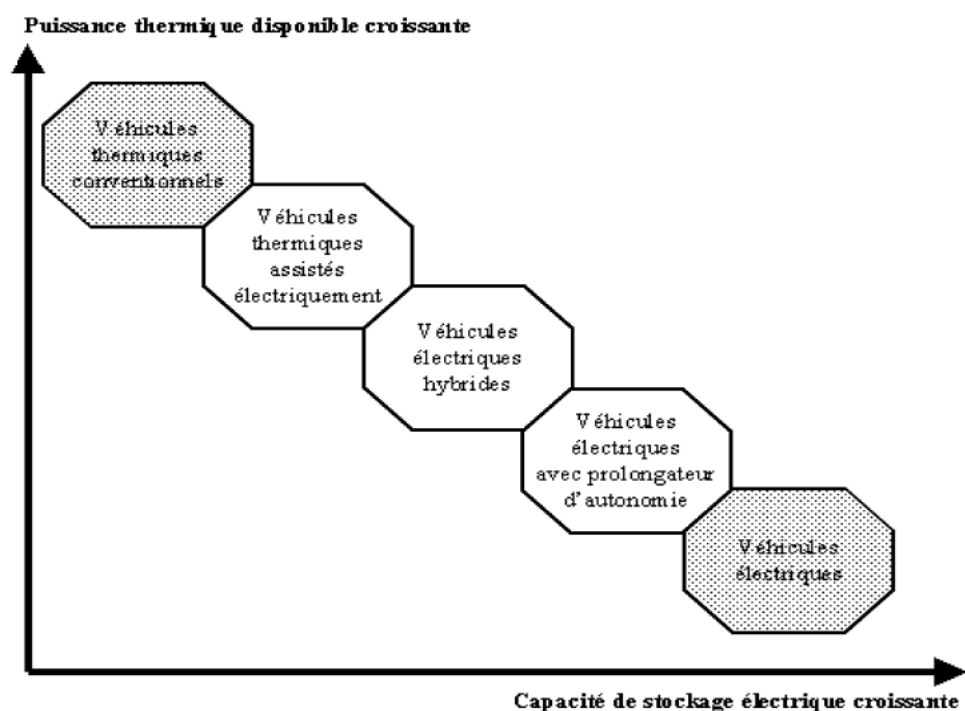 Puissance thermique disponible croissante
Véhicules
thermiques
conventionnels
Véhicules
thermiques
assistés
électriquement
Véhicules
électriques
hybrides
Véhicules
électriques
avec prolongateur
d'autonomie
Véhicules
électriques
Capacité de stockage électrique croissante